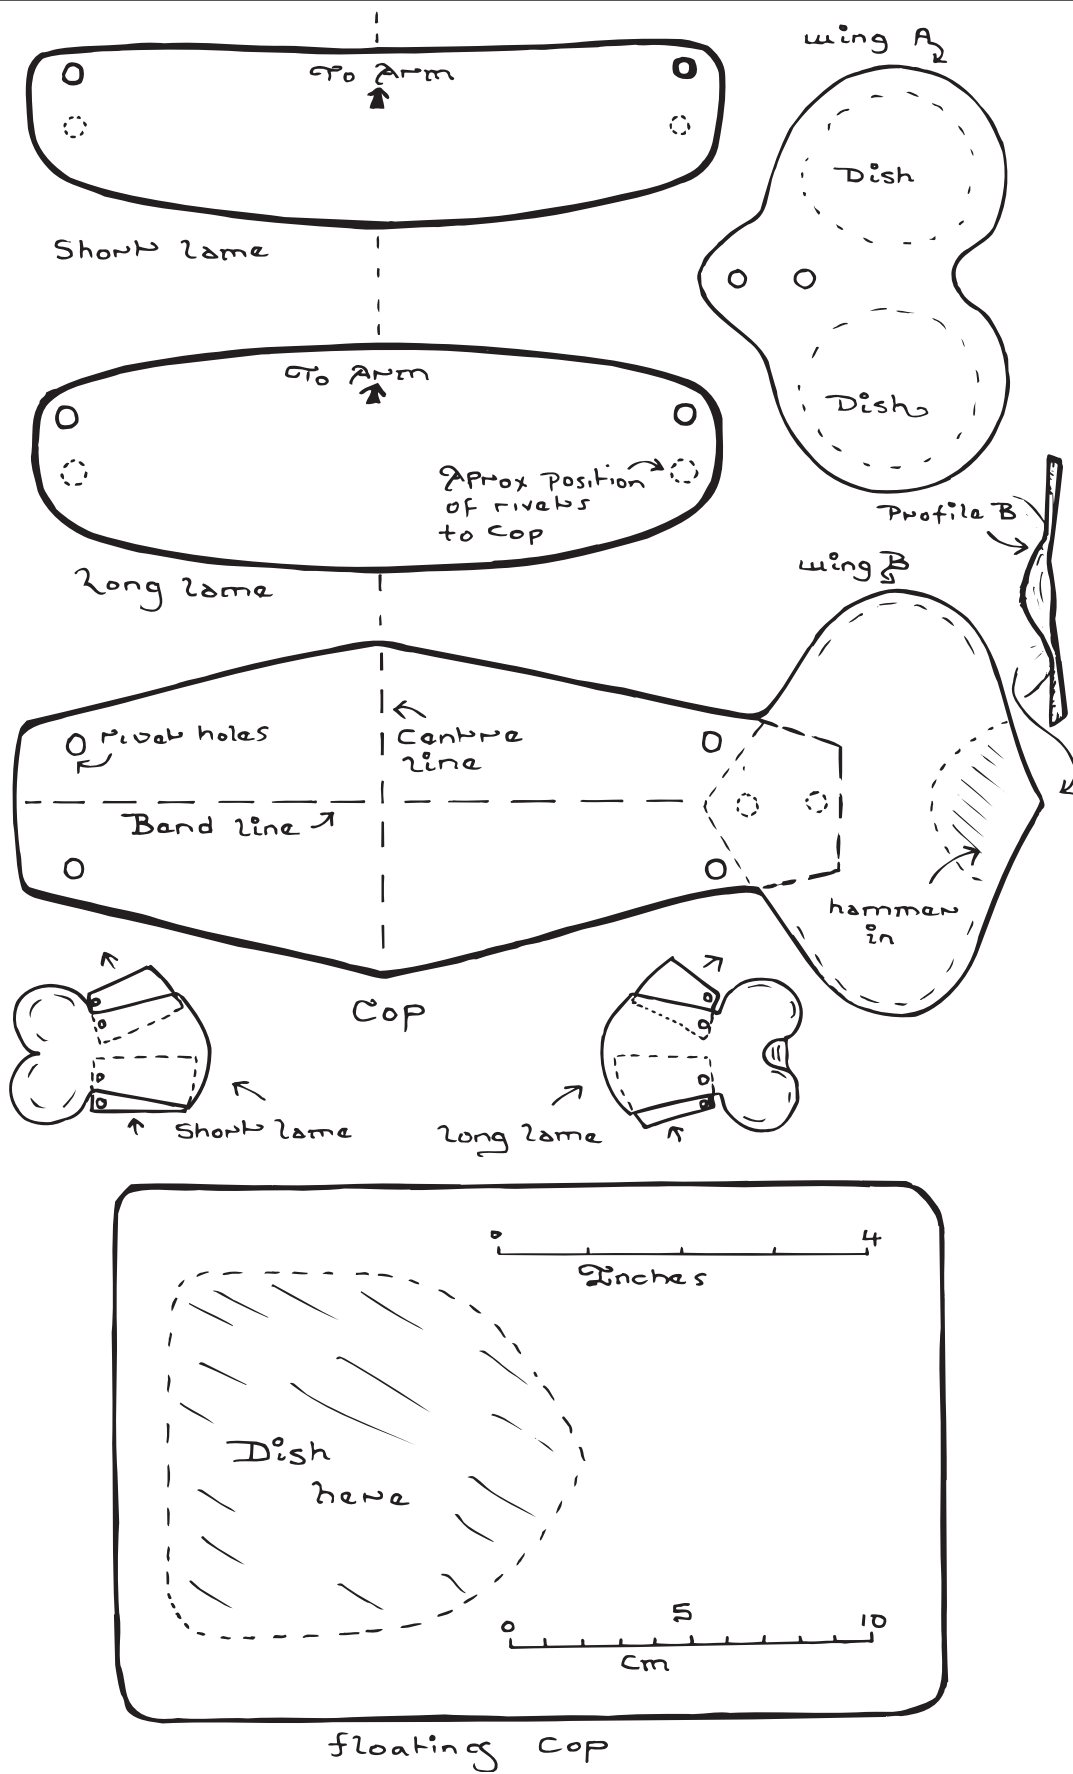 To Arm
Short lame
wing A
Dish
Dish
To Arm
Aprox position
of rivets
to Cop
Long lame
Profile B
wing B
rivet holes
Centre
line
Bend line
hammer
in
Cop
Short lame
Long lame
0 4
Inches
Dish
here
0 5 10
cm
floating Cop